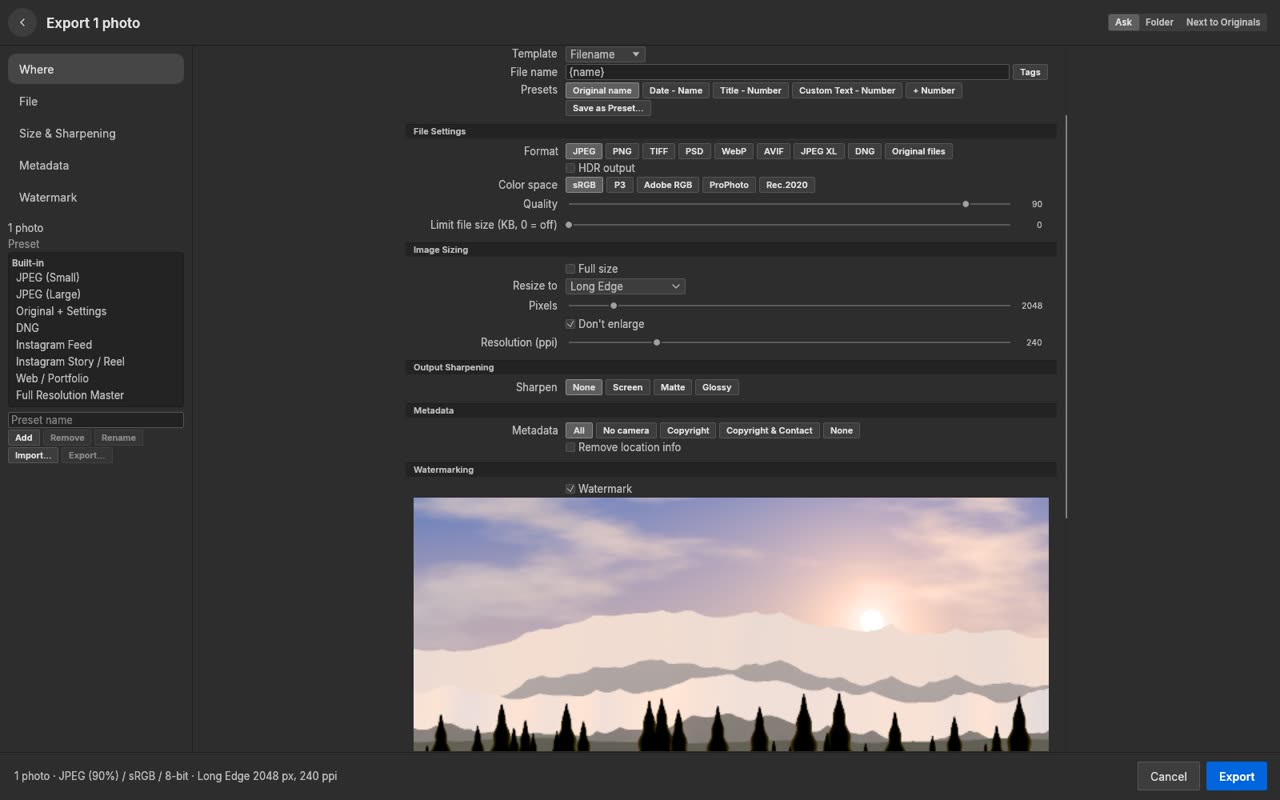 Export 1 photo
Ask Folder Next to Originals
Where
File
Size & Sharpening
Metadata
Watermark
1 photo
Preset
Built-in
JPEG (Small)
JPEG (Large)
Original + Settings
DNG
Instagram Feed
Instagram Story / Reel
Web / Portfolio
Full Resolution Master
Preset name
Add Remove Rename
Import... Export...
Template Filename
File name {name} Tags
Presets Original name Date - Name Title - Number Custom Text - Number + Number
Save as Preset...
File Settings
Format JPEG PNG TIFF PSD WebP AVIF JPEG XL DNG Original files
HDR output
Color space sRGB P3 Adobe RGB ProPhoto Rec.2020
Quality 90
Limit file size (KB, 0 = off) 0
Image Sizing
Full size
Resize to Long Edge
Pixels 2048
Don't enlarge
Resolution (ppi) 240
Output Sharpening
Sharpen None Screen Matte Glossy
Metadata
Metadata All No camera Copyright Copyright & Contact None
Remove location info
Watermarking
Watermark
1 photo · JPEG (90%) / sRGB / 8-bit · Long Edge 2048 px, 240 ppi
Cancel Export